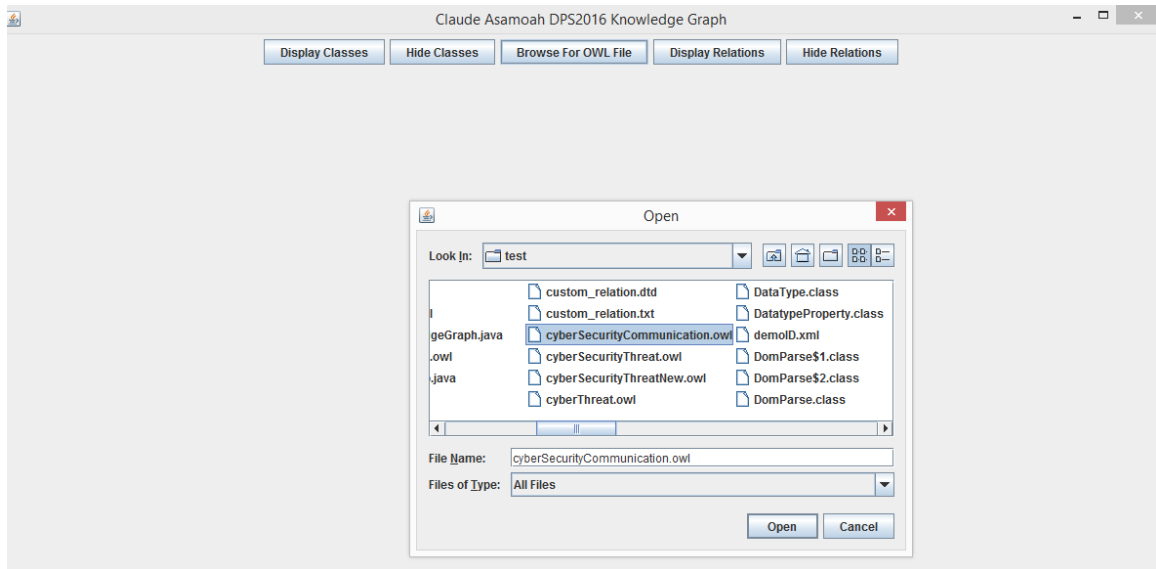 Claude Asamoah DPS2016 Knowledge Graph
Display Classes Hide Classes Browse For OWL File Display Relations Hide Relations
Open
Look In: test
custom_relation.dtd DataType.class
l custom_relation.txt DatatypeProperty.class
geGraph.java cyberSecurityCommunication.owl demoID.xml
.owl cyberSecurityThreat.owl DomParse$1.class
.java cyberSecurityThreatNew.owl DomParse$2.class
cyberThreat.owl DomParse.class
File Name: cyberSecurityCommunication.owl
Files of Type: All Files
Open Cancel